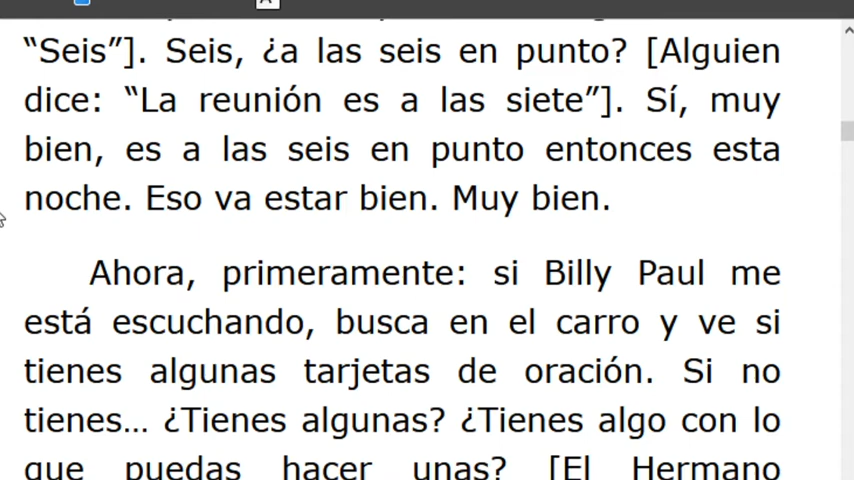 “Seis”]. Seis, ¿a las seis en punto? [Alguien
dice: “La reunión es a las siete”]. Sí, muy
bien, es a las seis en punto entonces esta
noche. Eso va estar bien. Muy bien.
Ahora, primeramente: si Billy Paul me
está escuchando, busca en el carro y ve si
tienes algunas tarjetas de oración. Si no
tienes… ¿Tienes algunas? ¿Tienes algo con lo
que puedas hacer unas? [El Hermano